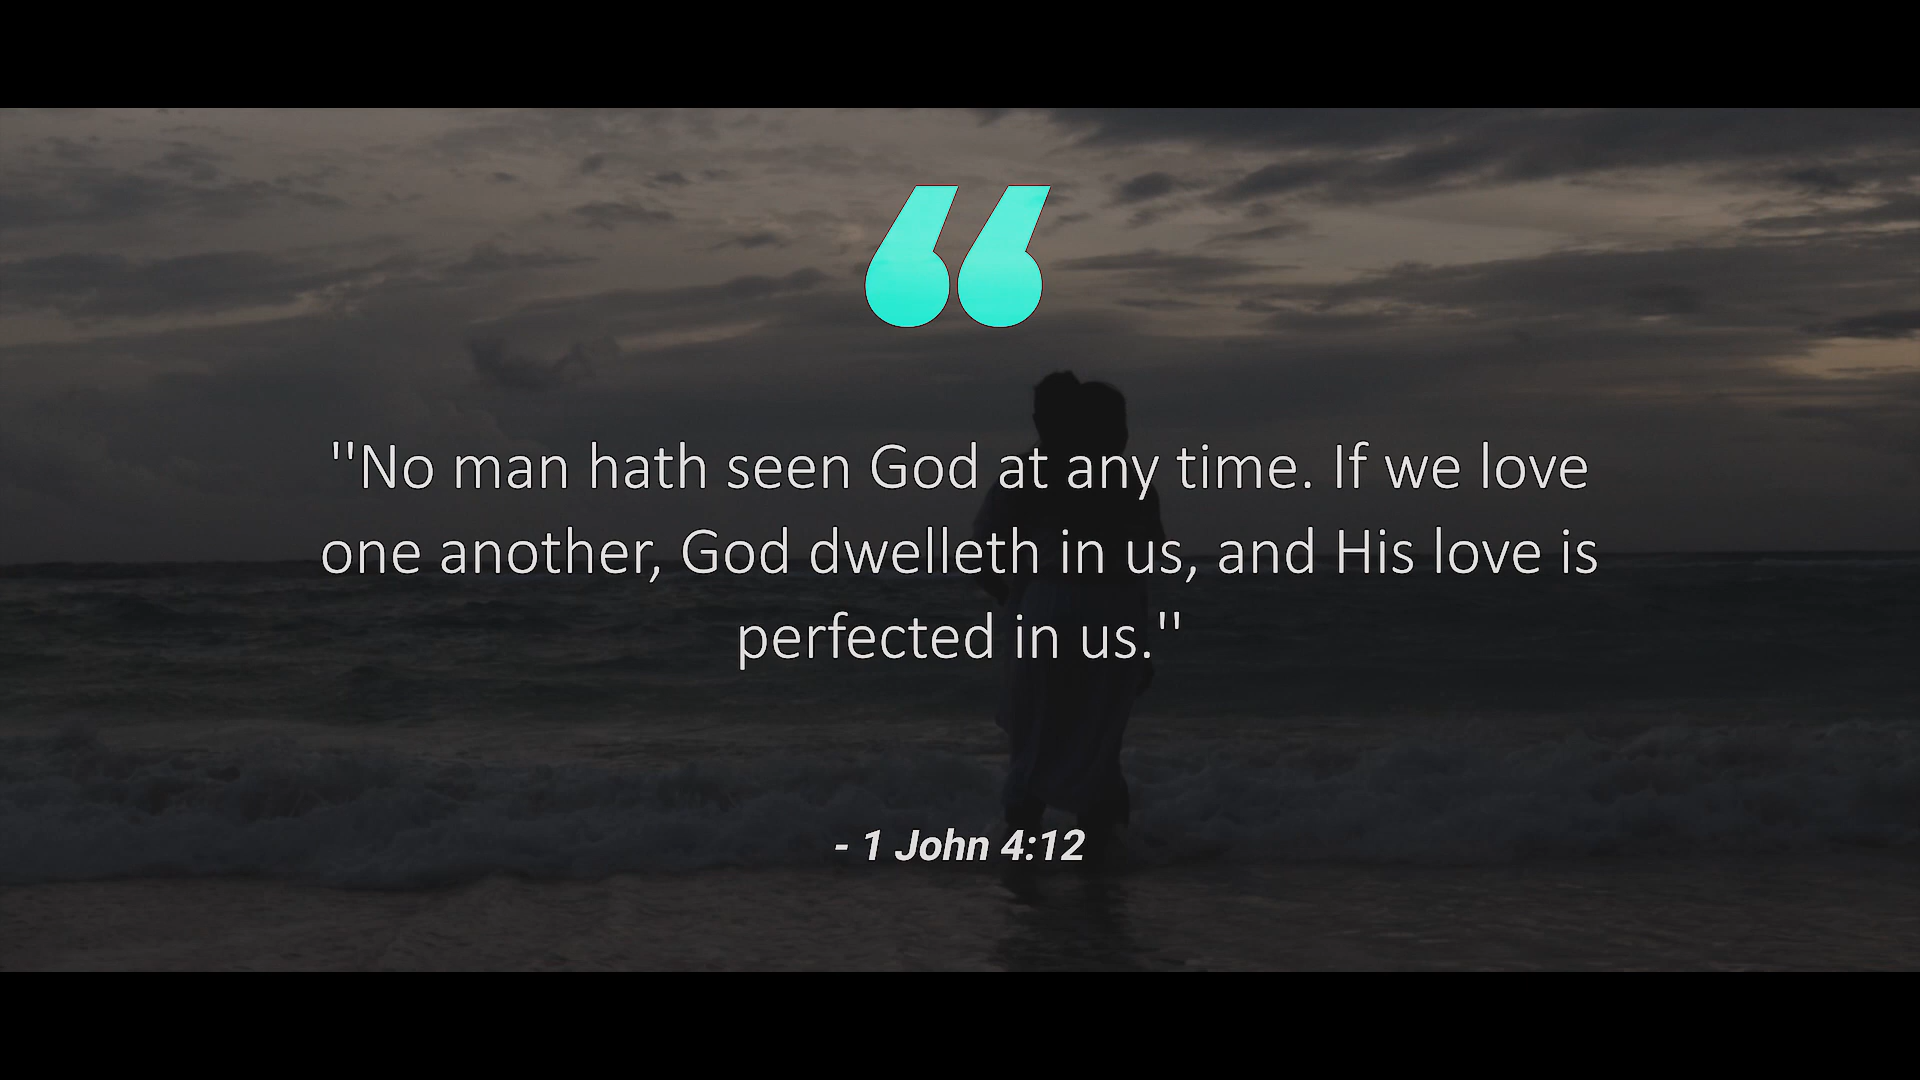 ❝
"No man hath seen God at any time. If we love
one another, God dwelleth in us, and His love is
perfected in us."
- 1 John 4:12